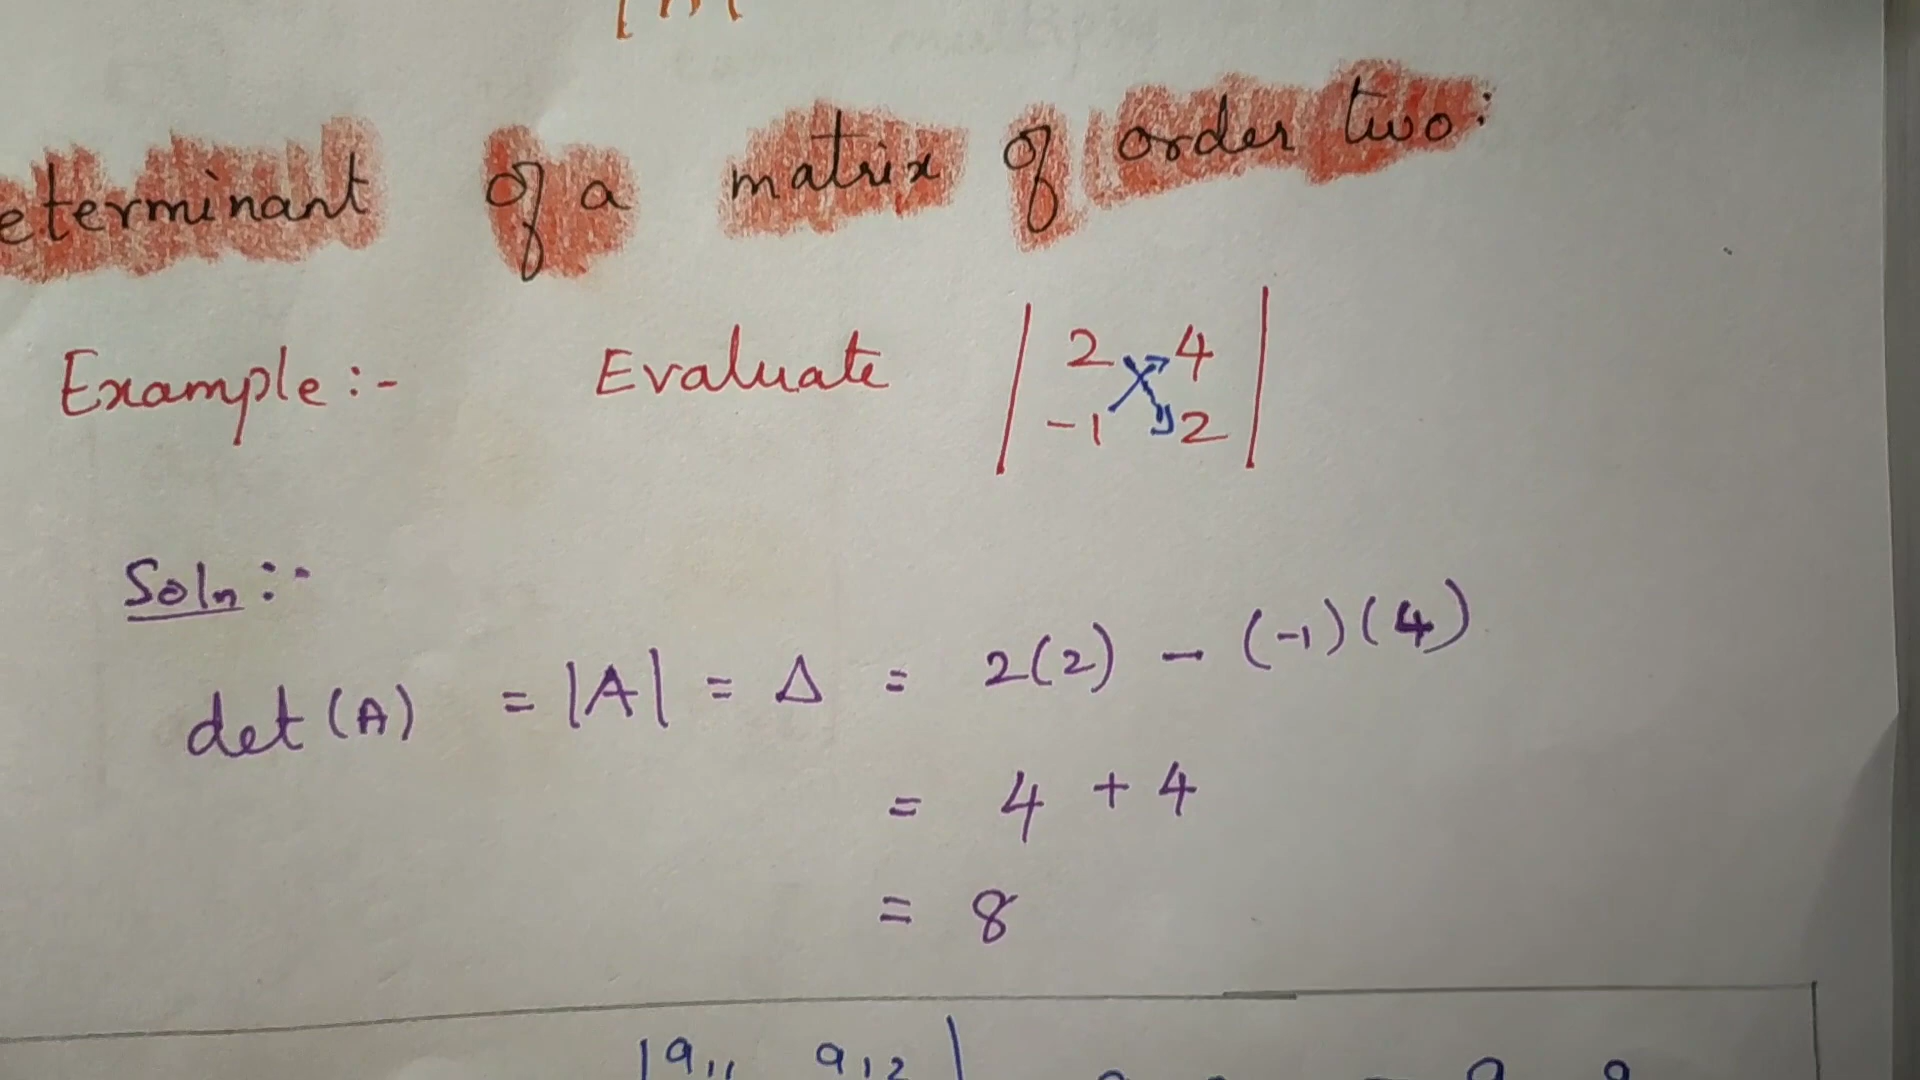 eterminant of a matrix of order two:
Example:- Evaluate | 2 4 |
| -1 2 |
Soln:-
det (A) = |A| = Δ = 2(2) - (-1)(4)
= 4 + 4
= 8
|a11 a12|